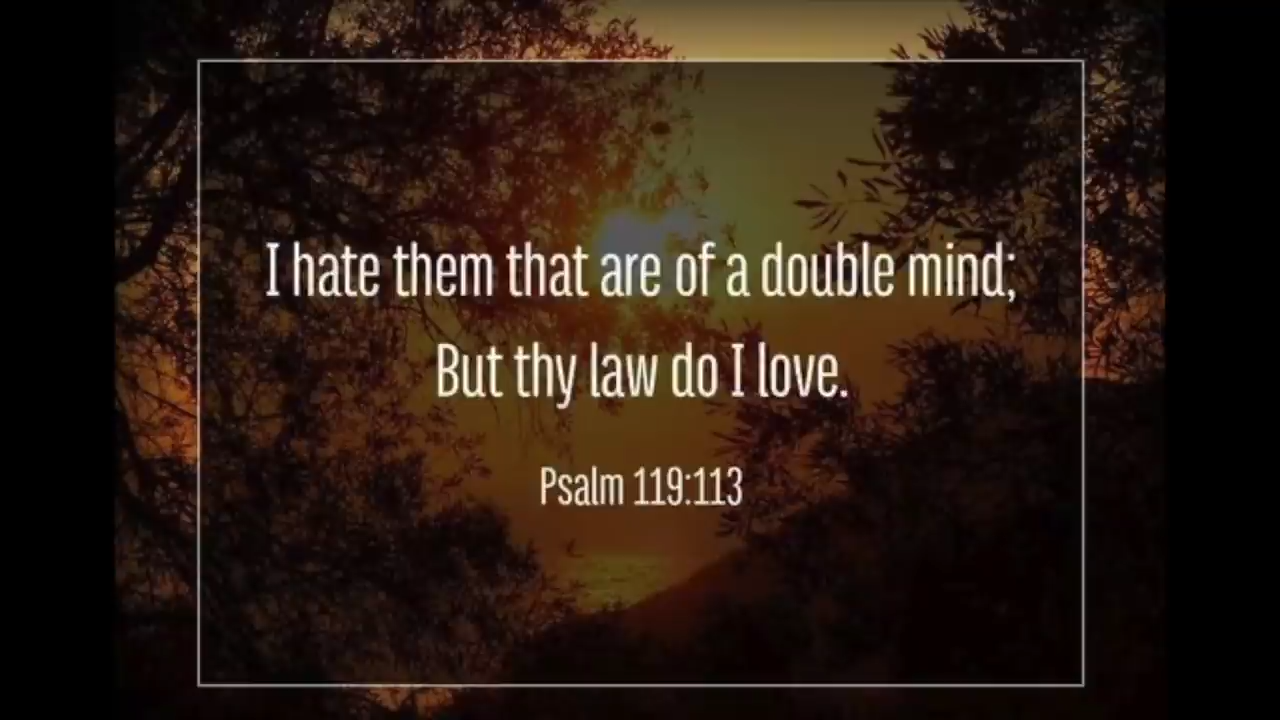 I hate them that are of a double mind;
But thy law do I love.
Psalm 119:113